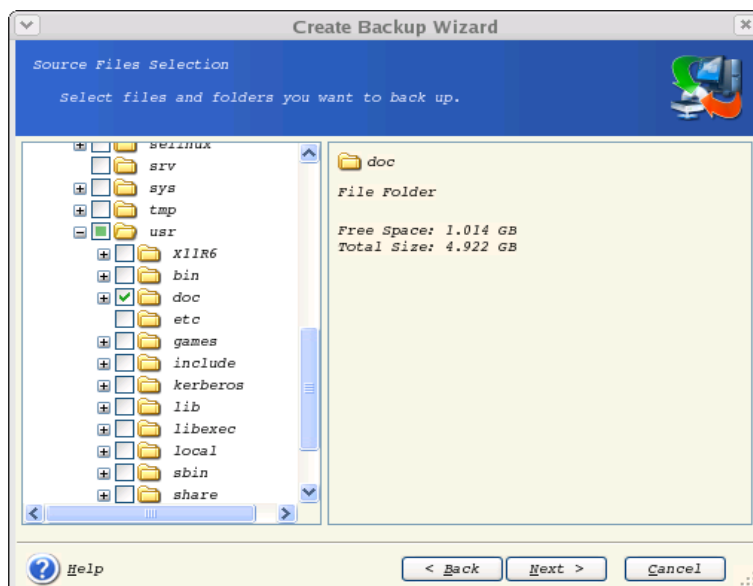 Create Backup Wizard
Source Files Selection
Select files and folders you want to back up.
selinux
srv
sys
tmp
usr
X11R6
bin
doc
etc
games
include
kerberos
lib
libexec
local
sbin
share
doc
File Folder
Free Space: 1.014 GB
Total Size: 4.922 GB
Help
< Back
Next >
Cancel